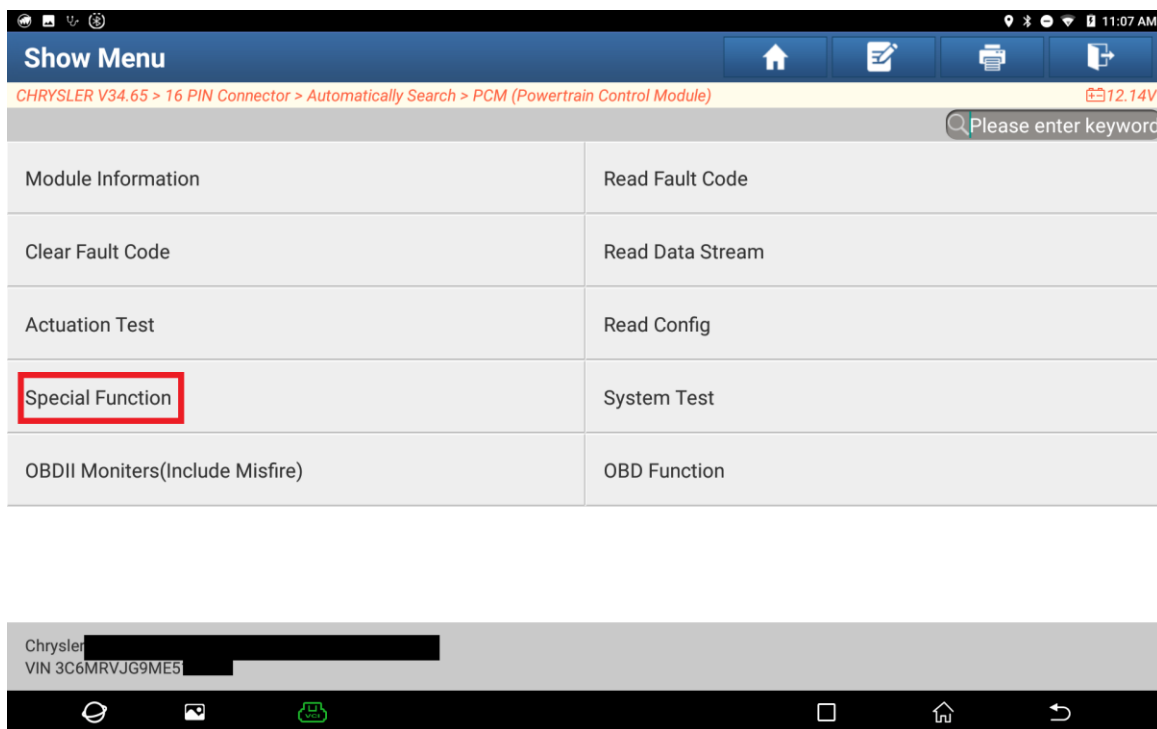 11:07 AM
Show Menu
CHRYSLER V34.65 > 16 PIN Connector > Automatically Search > PCM (Powertrain Control Module)
12.14V
Please enter keyword
Module Information
Read Fault Code
Clear Fault Code
Read Data Stream
Actuation Test
Read Config
Special Function
System Test
OBDII Moniters(Include Misfire)
OBD Function
Chrysler
VIN 3C6MRVJG9ME5
VCI